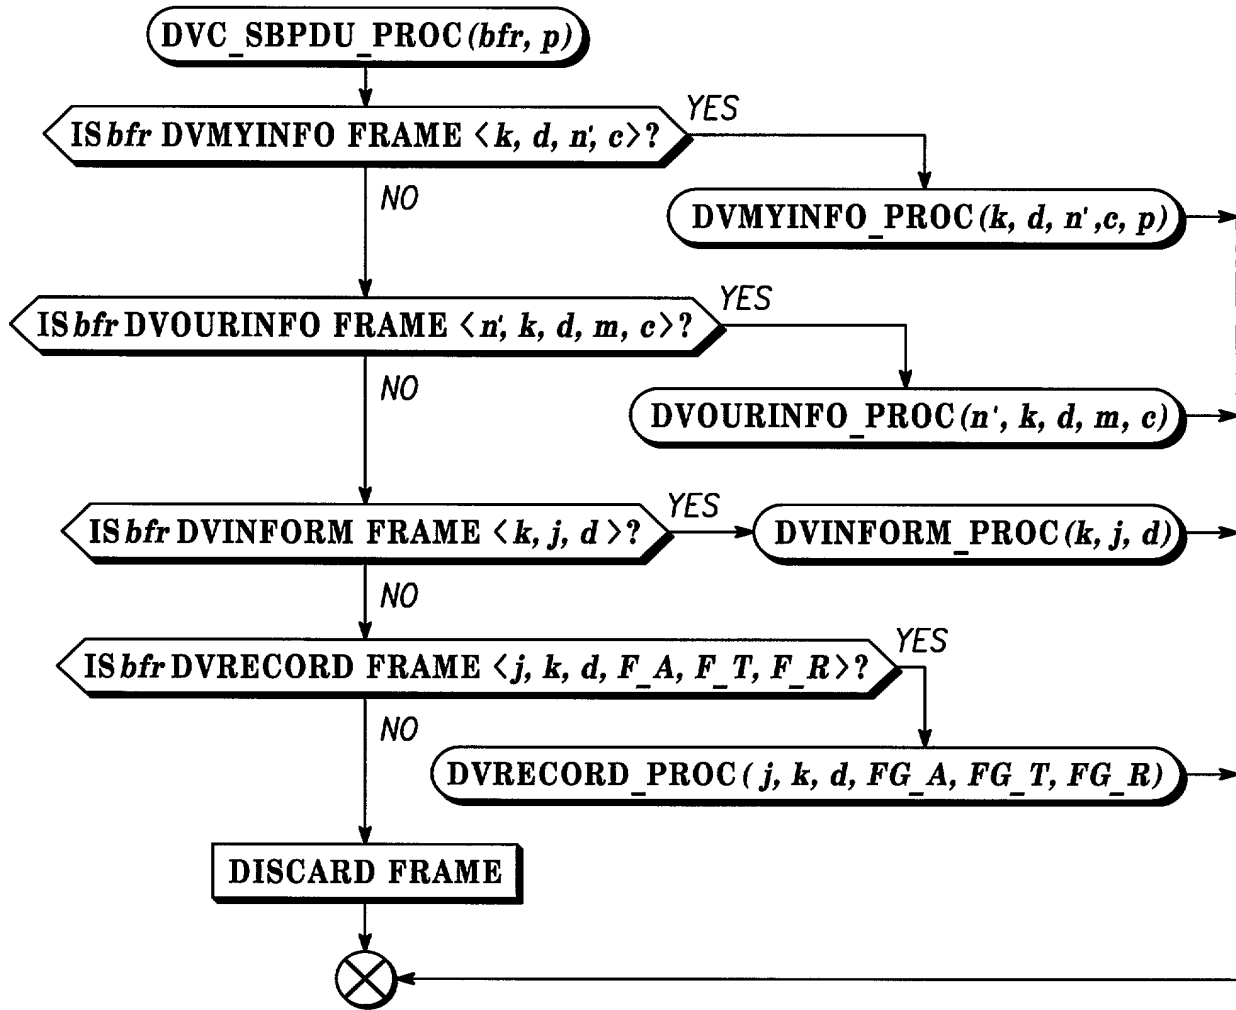 DVC_SBPDU_PROC(bfr, p)
IS bfr DVMYINFO FRAME <k, d, n', c>?
YES
NO
DVMYINFO_PROC(k, d, n',c, p)
IS bfr DVOURINFO FRAME <n', k, d, m, c>?
YES
NO
DVOURINFO_PROC(n', k, d, m, c)
IS bfr DVINFORM FRAME <k, j, d>?
YES
DVINFORM_PROC(k, j, d)
NO
IS bfr DVRECORD FRAME <j, k, d, F_A, F_T, F_R>?
YES
NO
DVRECORD_PROC( j, k, d, FG_A, FG_T, FG_R)
DISCARD FRAME